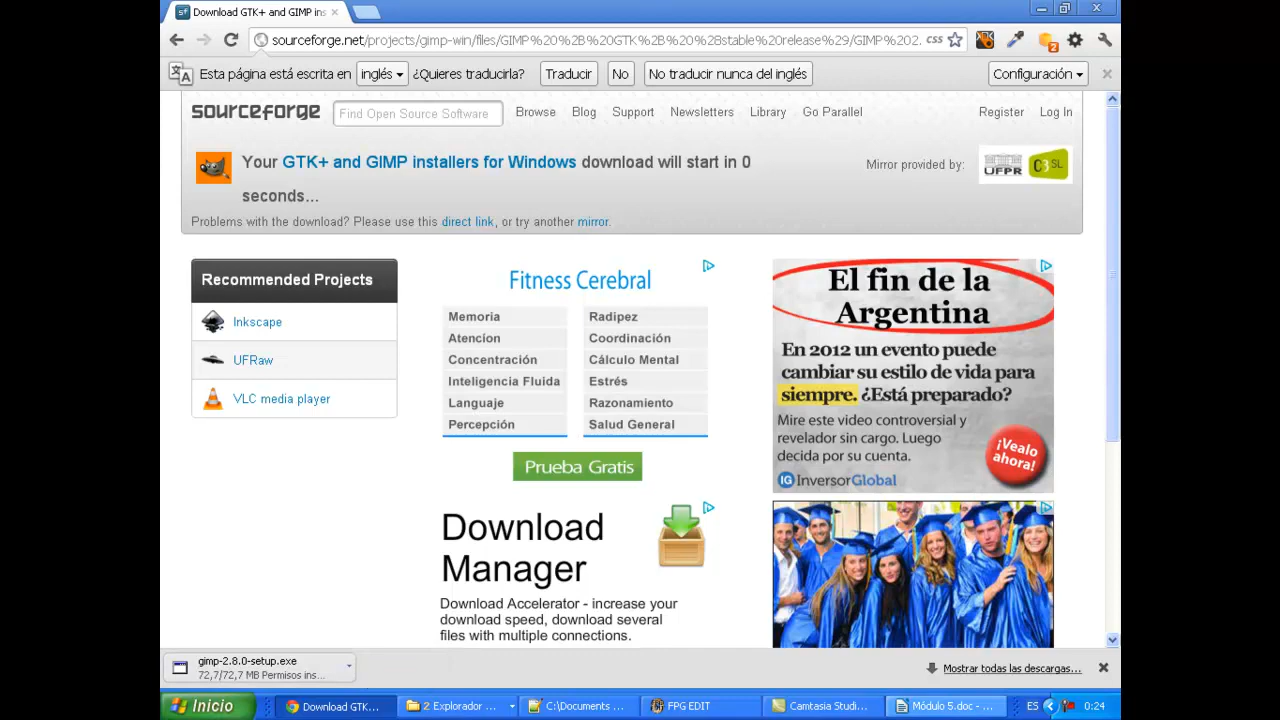 Download GTK+ and GIMP ins
sourceforge.net/projects/gimp-win/files/GIMP%20%2B%20GTK%2B%20%28stable%20release%29/GIMP%202. css
2
Esta página está escrita en inglés ¿Quieres traducirla? Traducir No No traducir nunca del inglés Configuración
sourceforge Find Open Source Software Browse Blog Support Newsletters Library Go Parallel Register Log In
Your GTK+ and GIMP installers for Windows download will start in 0
seconds...
Mirror provided by: UFPR C3SL
Problems with the download? Please use this direct link, or try another mirror.
Recommended Projects
Inkscape
UFRaw
VLC media player
Fitness Cerebral
Memoria Radipez
Atencion Coordinación
Concentración Cálculo Mental
Inteligencia Fluida Estrés
Lenguaje Razonamiento
Percepción Salud General
Prueba Gratis
Download
Manager
Download Accelerator - increase your
download speed, download several
files with multiple connections.
El fin de la
Argentina
En 2012 un evento puede
cambiar su estilo de vida para
siempre. ¿Está preparado?
Mire este video controversial y
revelador sin cargo. Luego
decida por su cuenta.
¡Vealo
ahora!
IG InversorGlobal
gimp-2.8.0-setup.exe
72,7/72,7 MB Permisos ins...
Mostrar todas las descargas...
Inicio Download GTK... 2 Explorador ... C:\Documents ... FPG EDIT Camtasia Studi... Módulo 5.doc - ... ES 0:24